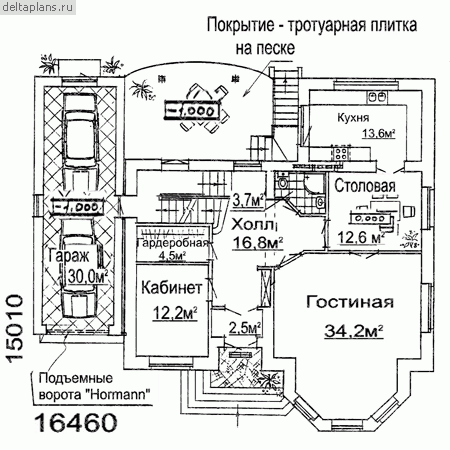 deltaplans.ru
Покрытие - тротуарная плитка
на песке
-1,000
Кухня
13.6м²
Столовая
12,6 м²
3.7м²
Холл
16,8м²
-1,000
Гараж
30,0м²
Гардеробная
4,5м²
Кабинет
12,2м²
2,5м²
Гостиная
34,2м²
15010
Подъемные
ворота "Hormann"
16460